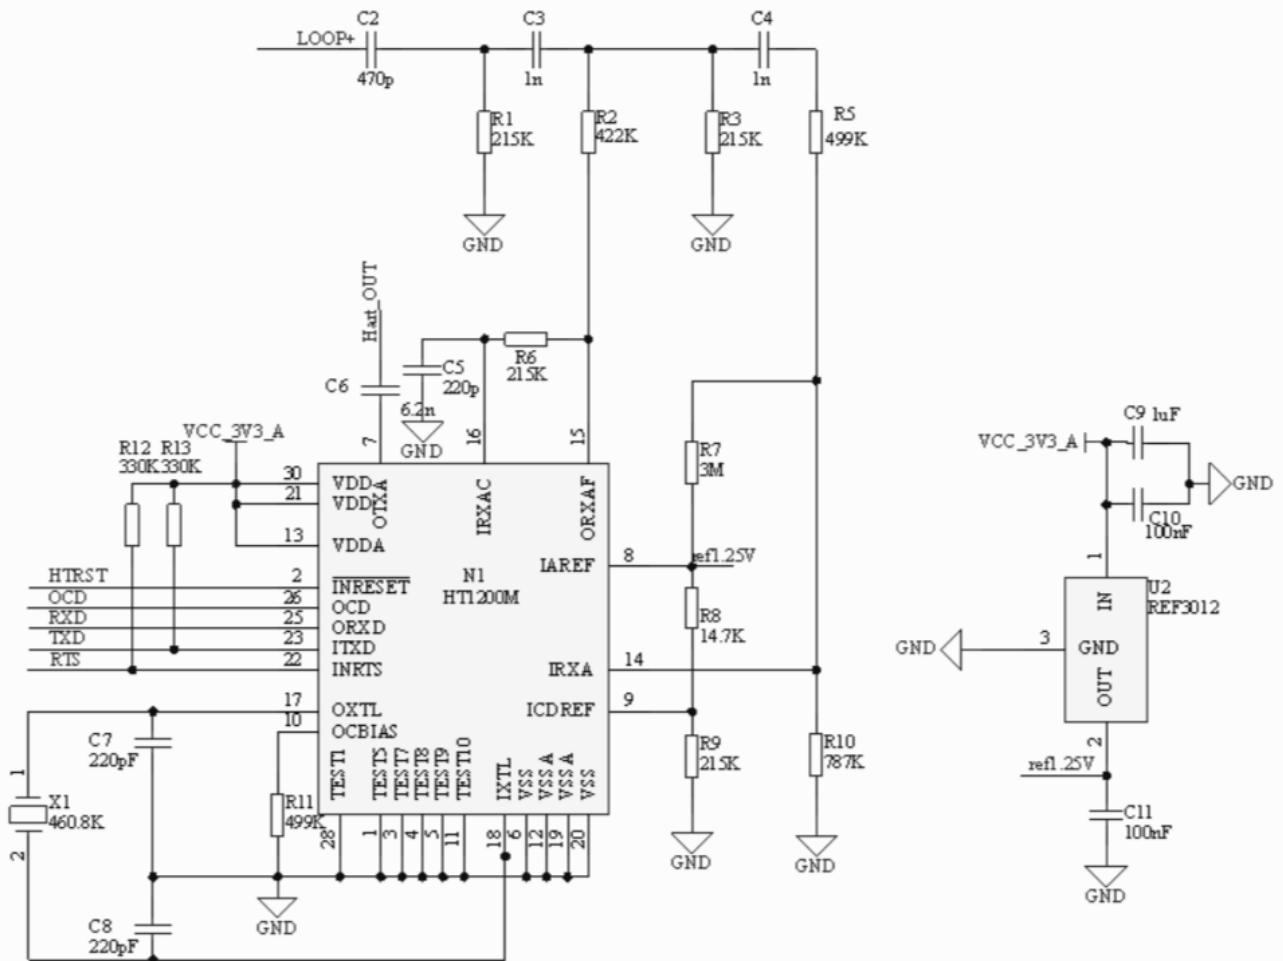 C2
C3
C4
LOOP+
470p
1n
1n
R1
215K
R2
422K
R3
215K
R5
499K
GND
GND
Hart_OUT
C6
6.2n
C5
220p
R6
215K
GND
VCC_3V3_A
R12
330K
R13
330K
7
16
15
R7
3M
C9 1uF
VCC_3V3_A
GND
C10
100nF
30
21
13
2
26
25
23
22
17
10
VDD
VDD
VDDA
INRESET
OCD
ORXD
ITXD
INRTS
OXTL
OCBIAS
OTXA
IRXAC
ORXAF
N1
HT1200M
IAREF
IRXA
ICDREF
8
14
9
ref1.25V
HTRST
OCD
RXD
TXD
RTS
R8
14.7K
R9
215K
R10
787K
GND
GND
1
U2
REF3012
IN
GND
OUT
GND
3
2
ref1.25V
C11
100nF
GND
C7
220pF
1
X1
460.8K
2
R11
499K
TEST1
TEST5
TEST7
TEST8
TEST9
TEST10
IXTL
VSS
VSSA
VSSA
VSS
28
1
3
4
5
11
18
6
12
19
20
GND
C8
220pF